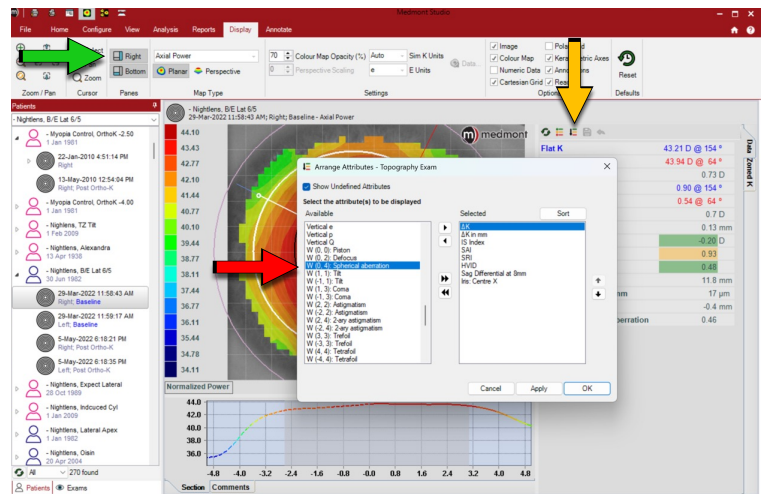 Medmont Studio
File Home Configure View Analysis Reports Display Annotate
Zoom
Zoom / Pan Cursor
Right
Bottom
Panes
Axial Power
Planar Perspective
Map Type
70 Colour Map Opacity (%) Auto Sim K Units
0 Perspective Scaling e E Units
Data...
Settings
Image
Colour Map Keratometric Axes
Numeric Data
Cartesian Grid
Reset
Defaults
Patients
- Nightlens, B/E Lat 6/5
- Myopia Control, OrthoK -2.50
1 Jan 1981
22-Jan-2010 4:51:14 PM
Right
13-May-2010 12:54:04 PM
Right; Post Ortho-K
- Myopia Control, OrthoK -4.00
1 Jan 1981
- Nighlens, TZ Tilt
1 Feb 2009
- Nightlens, Alexandra
13 Apr 1938
- Nightlens, B/E Lat 6/5
30 Jun 1982
29-Mar-2022 11:58:43 AM
Right; Baseline
29-Mar-2022 11:59:17 AM
Left; Baseline
5-May-2022 6:18:21 PM
Right; Post Ortho-K
5-May-2022 6:18:35 PM
Left; Post Ortho-K
- Nightlens, Expect Lateral
28 Oct 1989
- Nightlens, Indcuced Cyl
1 Jan 2009
- Nightlens, Lateral Apex
1 Jan 1982
- Nightlens, Oisin
20 Apr 2004
All 270 found
Patients Exams
- Nightlens, B/E Lat 6/5
29-Mar-2022 11:58:43 AM; Right; Baseline - Axial Power
44.10
43.43
42.77
42.10
41.44
40.77
40.10
39.44
38.77
38.11
37.44
36.77
36.11
35.44
34.78
34.11
m medmont
Normalized Power
44.0
42.0
40.0
38.0
36.0
-4.8 -4.0 -3.2 -2.4 -1.6 -0.8 -0.0 0.8 1.6 2.4 3.2 4.0 4.8
Section Comments
Arrange Attributes - Topography Exam
Show Undefined Attributes
Select the attribute(s) to be displayed
Available
Vertical e
Vertical p
Vertical Q
W (0, 0): Piston
W (0, 2): Defocus
W (0, 4): Spherical aberration
W (1, 1): Tilt
W (-1, 1): Tilt
W (1, 3): Coma
W (-1, 3): Coma
W (2, 2): Astigmatism
W (-2, 2): Astigmatism
W (2, 4): 2-ary astigmatism
W (-2, 4): 2-ary astigmatism
W (3, 3): Trefoil
W (-3, 3): Trefoil
W (4, 4): Tetrafoil
W (-4, 4): Tetrafoil
Selected Sort
ΔK
ΔK in mm
IS Index
SAI
SRI
HVID
Sag Differential at 8mm
Iris: Centre X
Cancel Apply OK
Flat K 43.21 D @ 154 °
43.94 D @ 64 °
0.73 D
0.90 @ 154 °
0.54 @ 64 °
0.7 D
0.13 mm
-0.20 D
0.93
0.48
11.8 mm
17 µm
-0.4 mm
0.46
Data
Zoned K